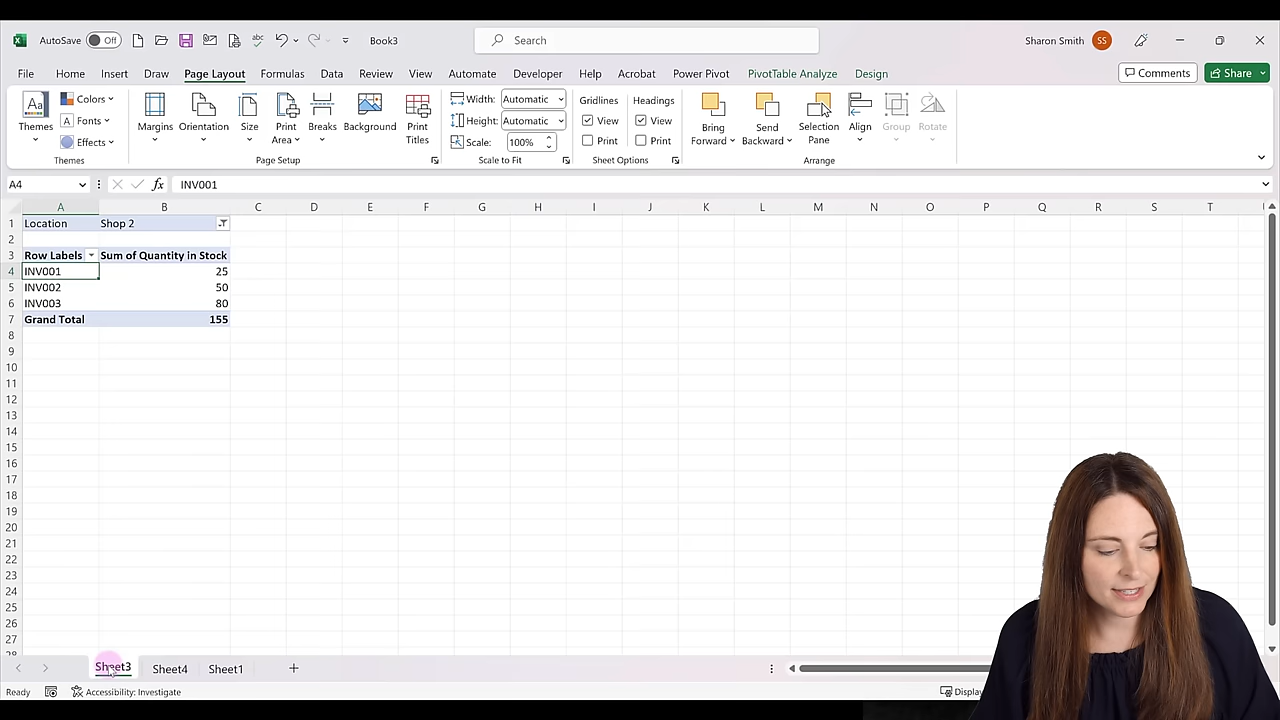 AutoSave Off Book3 Search Sharon Smith SS
File Home Insert Draw Page Layout Formulas Data Review View Automate Developer Help Acrobat Power Pivot PivotTable Analyze Design Comments Share
Aa Colors Width: Automatic Gridlines Headings
Fonts Height: Automatic View View
Themes Effects Margins Orientation Size Print Area Breaks Background Print Titles Scale: 100% Print Print Bring Forward Send Backward Selection Pane Align Group Rotate
Themes Page Setup Scale to Fit Sheet Options Arrange
A4 fx INV001
A B C D E F G H I J K L M N O P Q R S T
1 Location Shop 2
2
3 Row Labels Sum of Quantity in Stock
4 INV001 25
5 INV002 50
6 INV003 80
7 Grand Total 155
8
9
10
11
12
13
14
15
16
17
18
19
20
21
22
23
24
25
26
27
Sheet3 Sheet4 Sheet1
Ready Accessibility: Investigate